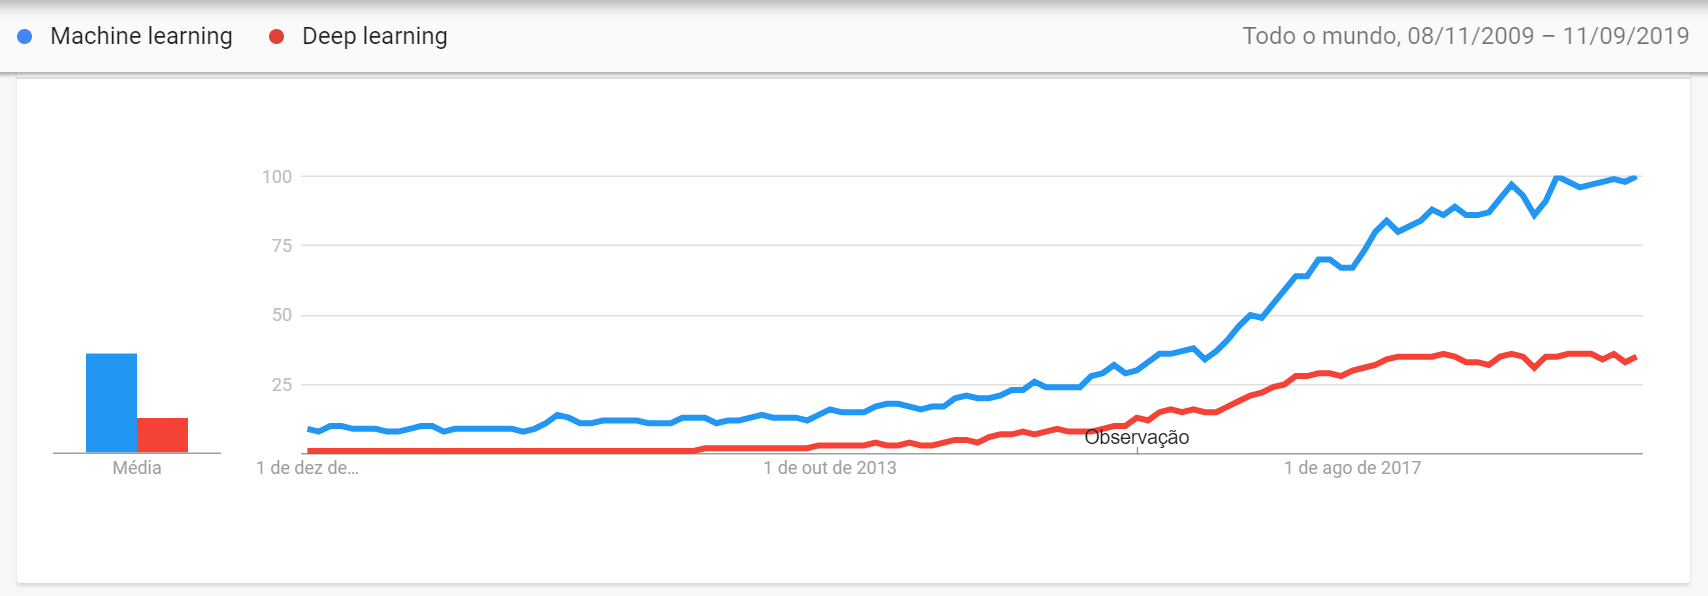 Machine learning Deep learning Todo o mundo, 08/11/2009 – 11/09/2019
100
75
50
25
Observação
Média 1 de dez de... 1 de out de 2013 1 de ago de 2017